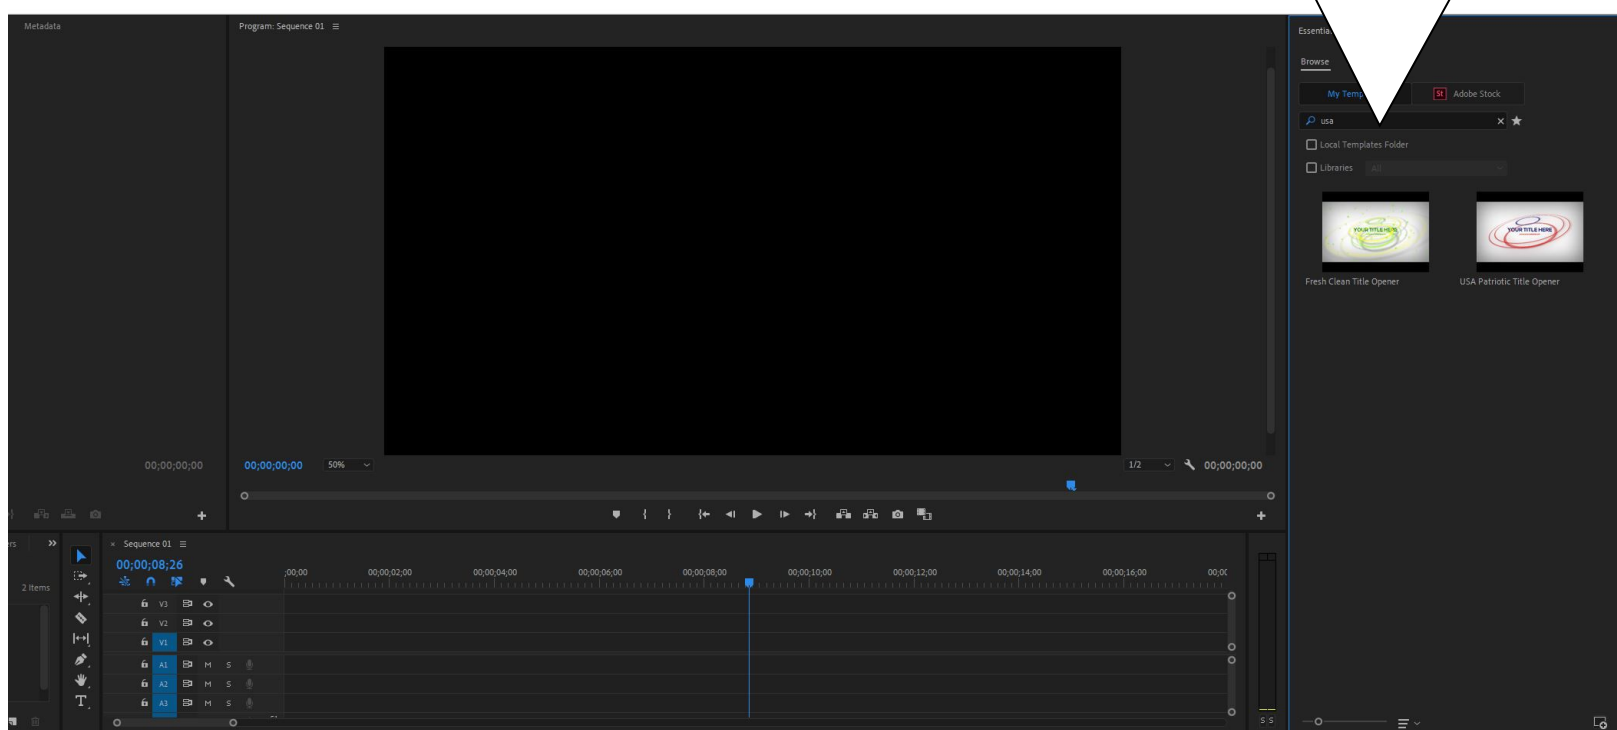 Metadata
Program: Sequence 01
Browse
St Adobe Stock
usa
Local Templates Folder
Libraries All
YOUR TITLE HERE
YOUR TITLE HERE
Fresh Clean Title Opener
USA Patriotic Title Opener
00;00;00;00
00;00;00;00
50%
1/2
00;00;00;00
Sequence 01
00;00;08;26
2 Items
;00;00
00;00;02;00
00;00;04;00
00;00;06;00
00;00;08;00
00;00;10;00
00;00;12;00
00;00;14;00
00;00;16;00
V3
V2
V1
A1 M S
A2 M S
A3 M S
S S